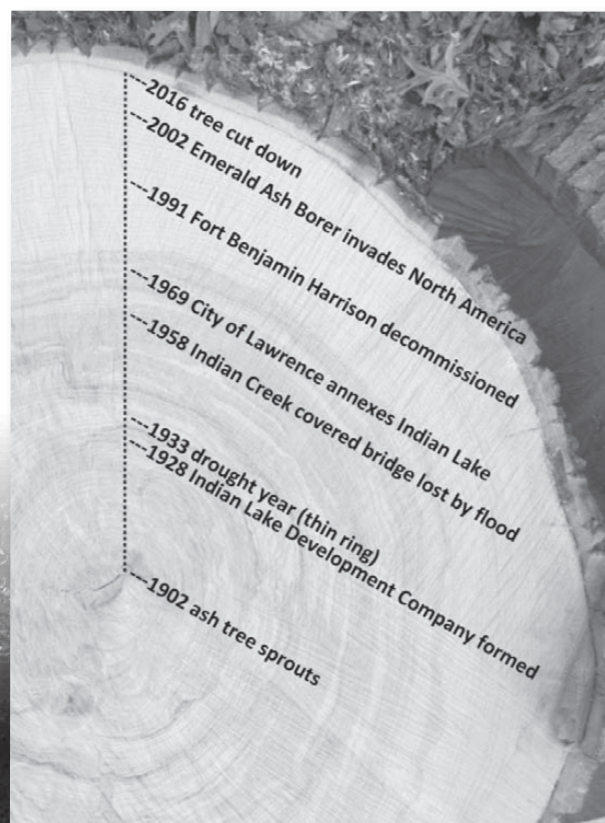 ---2016 tree cut down
---2002 Emerald Ash Borer invades North America
---1991 Fort Benjamin Harrison decommissioned
---1969 City of Lawrence annexes Indian Lake
---1958 Indian Creek covered bridge lost by flood
---1933 drought year (thin ring)
---1928 Indian Lake Development Company formed
---1902 ash tree sprouts